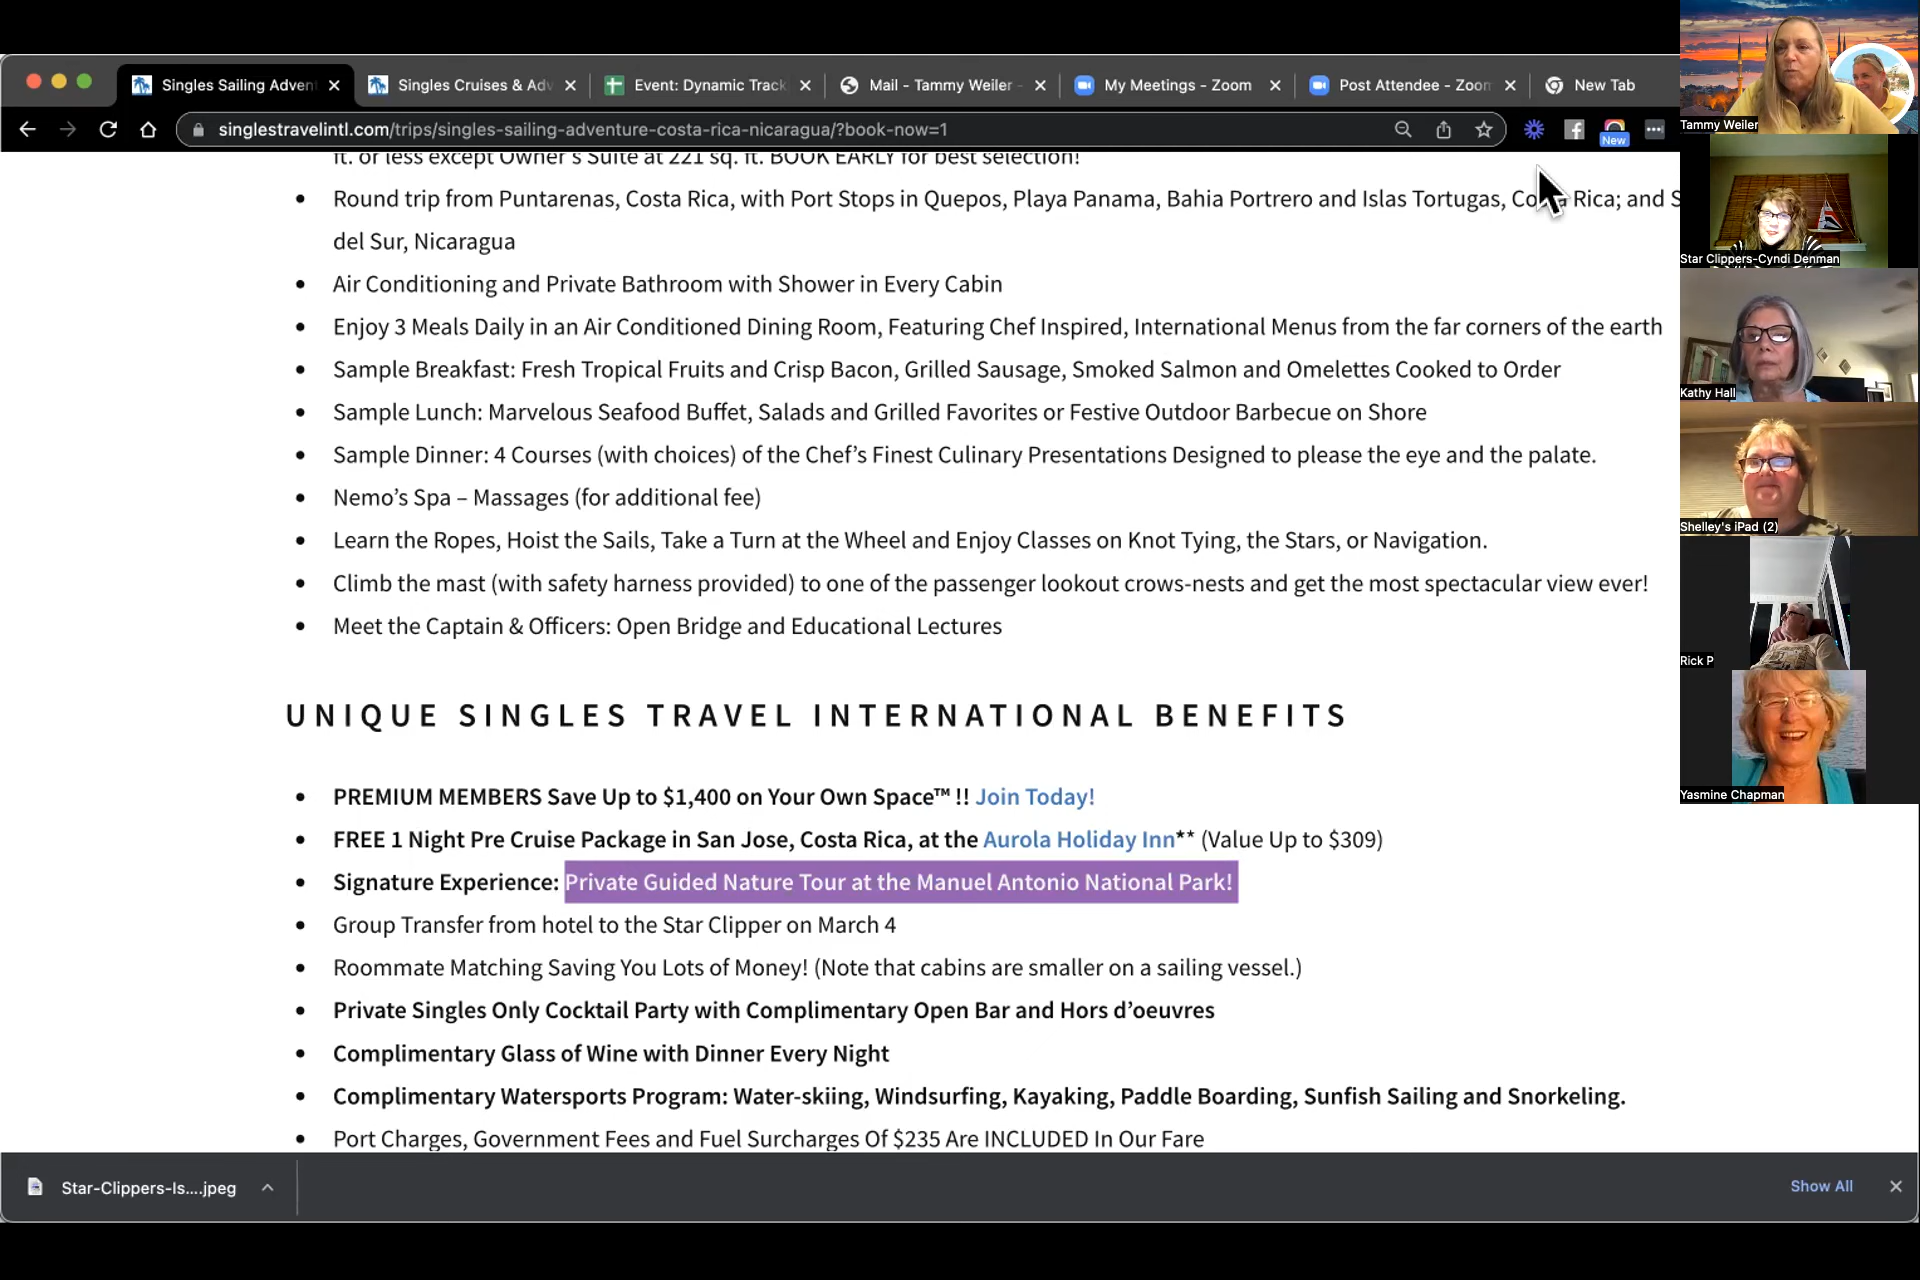 Singles Sailing Adven
Singles Cruises & Adv
Event: Dynamic Track
Mail - Tammy Weiler -
My Meetings - Zoom
Post Attendee - Zoom
New Tab
singlestravelintl.com/trips/singles-sailing-adventure-costa-rica-nicaragua/?book-now=1
New
ft. or less except Owner's Suite at 221 sq. ft. BOOK EARLY for best selection!
Round trip from Puntarenas, Costa Rica, with Port Stops in Quepos, Playa Panama, Bahia Portrero and Islas Tortugas, Costa Rica; and S
del Sur, Nicaragua
Air Conditioning and Private Bathroom with Shower in Every Cabin
Enjoy 3 Meals Daily in an Air Conditioned Dining Room, Featuring Chef Inspired, International Menus from the far corners of the earth
Sample Breakfast: Fresh Tropical Fruits and Crisp Bacon, Grilled Sausage, Smoked Salmon and Omelettes Cooked to Order
Sample Lunch: Marvelous Seafood Buffet, Salads and Grilled Favorites or Festive Outdoor Barbecue on Shore
Sample Dinner: 4 Courses (with choices) of the Chef's Finest Culinary Presentations Designed to please the eye and the palate.
Nemo's Spa – Massages (for additional fee)
Learn the Ropes, Hoist the Sails, Take a Turn at the Wheel and Enjoy Classes on Knot Tying, the Stars, or Navigation.
Climb the mast (with safety harness provided) to one of the passenger lookout crows-nests and get the most spectacular view ever!
Meet the Captain & Officers: Open Bridge and Educational Lectures
UNIQUE SINGLES TRAVEL INTERNATIONAL BENEFITS
PREMIUM MEMBERS Save Up to $1,400 on Your Own Space™ !! Join Today!
FREE 1 Night Pre Cruise Package in San Jose, Costa Rica, at the Aurola Holiday Inn** (Value Up to $309)
Signature Experience: Private Guided Nature Tour at the Manuel Antonio National Park!
Group Transfer from hotel to the Star Clipper on March 4
Roommate Matching Saving You Lots of Money! (Note that cabins are smaller on a sailing vessel.)
Private Singles Only Cocktail Party with Complimentary Open Bar and Hors d'oeuvres
Complimentary Glass of Wine with Dinner Every Night
Complimentary Watersports Program: Water-skiing, Windsurfing, Kayaking, Paddle Boarding, Sunfish Sailing and Snorkeling.
Port Charges, Government Fees and Fuel Surcharges Of $235 Are INCLUDED In Our Fare
Star-Clippers-Is....jpeg
Show All
Tammy Weiler
Star Clippers-Cyndi Denman
Kathy Hall
Shelley's iPad (2)
Rick P
Yasmine Chapman